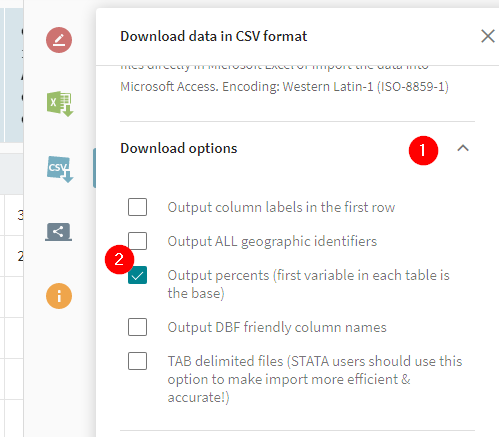 Download data in CSV format
files directly in Microsoft Excel or import the data into
Microsoft Access. Encoding: Western Latin-1 (ISO-8859-1)
Download options
1
Output column labels in the first row
Output ALL geographic identifiers
2
Output percents (first variable in each table is
the base)
Output DBF friendly column names
TAB delimited files (STATA users should use this
option to make import more efficient &
accurate!)
X
CSV
i
3
2